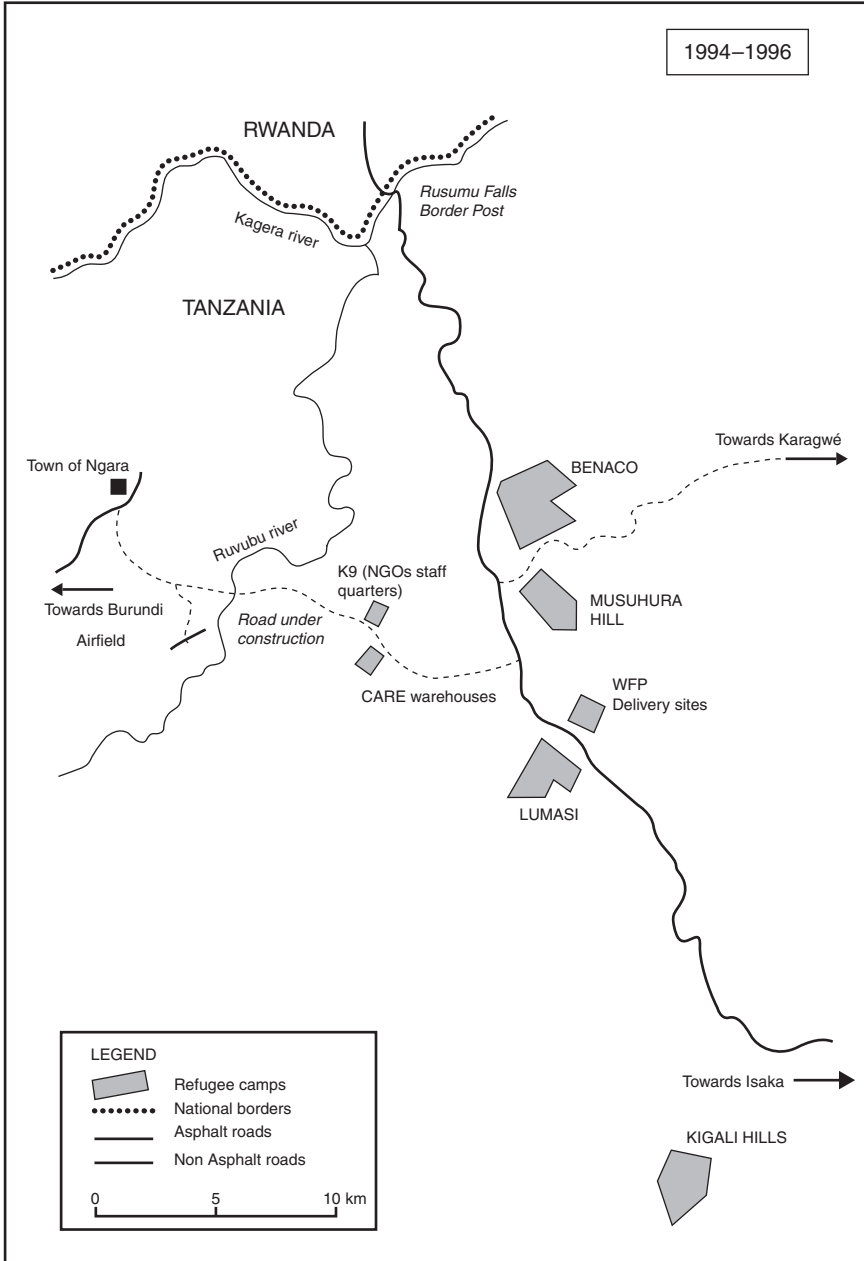 1994–1996
RWANDA
Rusumu Falls
Border Post
Kagera river
TANZANIA
Towards Karagwé
Town of Ngara
BENACO
Ruvubu river
K9 (NGOs staff
quarters)
Towards Burundi
Road under
construction
MUSUHURA
HILL
Airfield
WFP
Delivery sites
CARE warehouses
LUMASI
LEGEND
Refugee camps
National borders
Asphalt roads
Non Asphalt roads
0 5 10 km
Towards Isaka
KIGALI HILLS